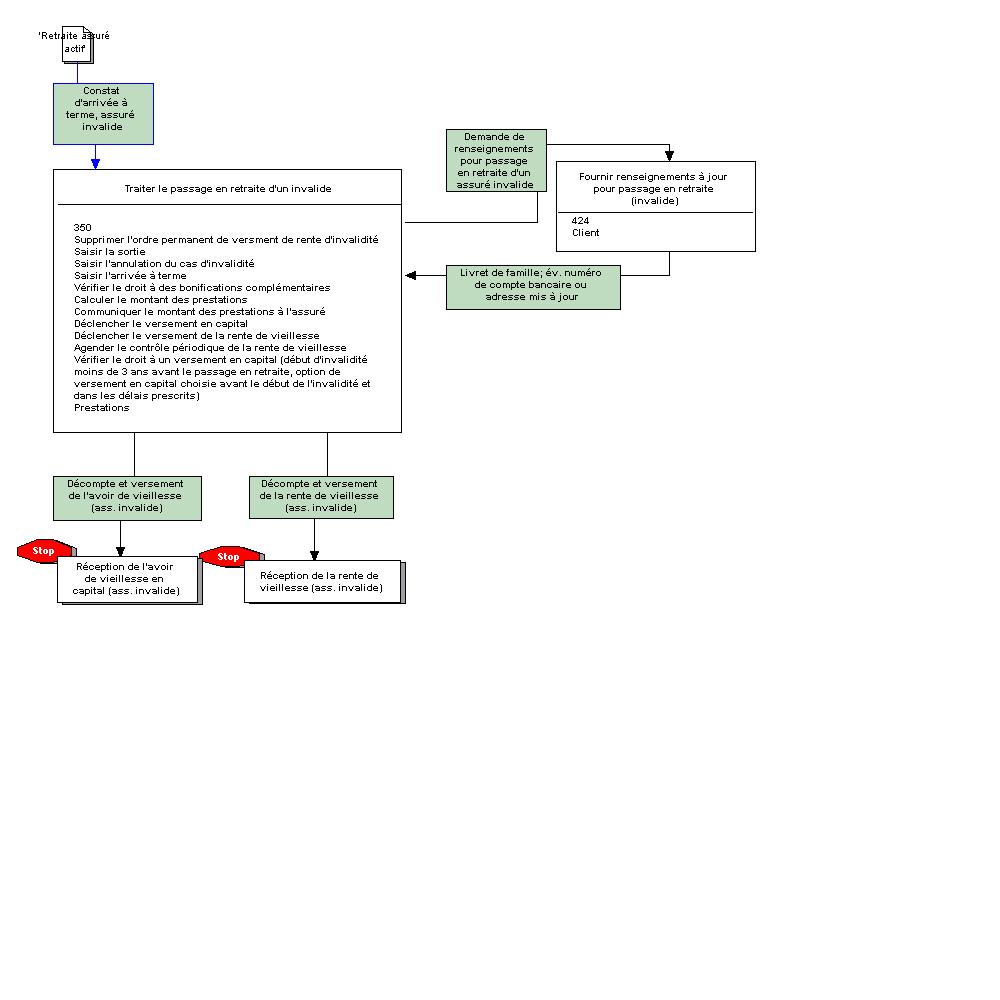 'Retraite assuré
actif'
Constat
d'arrivée à
terme, assuré
invalide
Demande de
renseignements
pour passage
en retraite d'un
assuré invalide
Fournir renseignements à jour
pour passage en retraite
(invalide)
424
Client
Traiter le passage en retraite d'un invalide
350
Supprimer l'ordre permanent de versment de rente d'invalidité
Saisir la sortie
Saisir l'annulation du cas d'invalidité
Saisir l'arrivée à terme
Vérifier le droit à des bonifications complémentaires
Calculer le montant des prestations
Communiquer le montant des prestations à l'assuré
Déclencher le versement en capital
Déclencher le versement de la rente de vieillesse
Agender le contrôle périodique de la rente de vieillesse
Vérifier le droit à un versement en capital (début d'invalidité
moins de 3 ans avant le passage en retraite, option de
versement en capital choisie avant le début de l'invalidité et
dans les délais prescrits)
Prestations
Livret de famille; év. numéro
de compte bancaire ou
adresse mis à jour
Décompte et versement
de l'avoir de vieillesse
(ass. invalide)
Décompte et versement
de la rente de vieillesse
(ass. invalide)
Stop
Réception de l'avoir
de vieillesse en
capital (ass. invalide)
Stop
Réception de la rente de
vieillesse (ass. invalide)